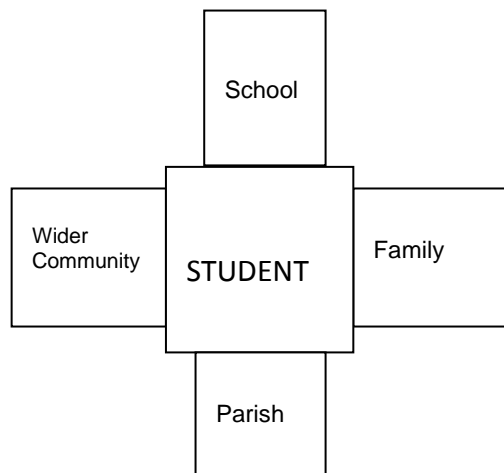 School
Wider
Community
STUDENT
Family
Parish